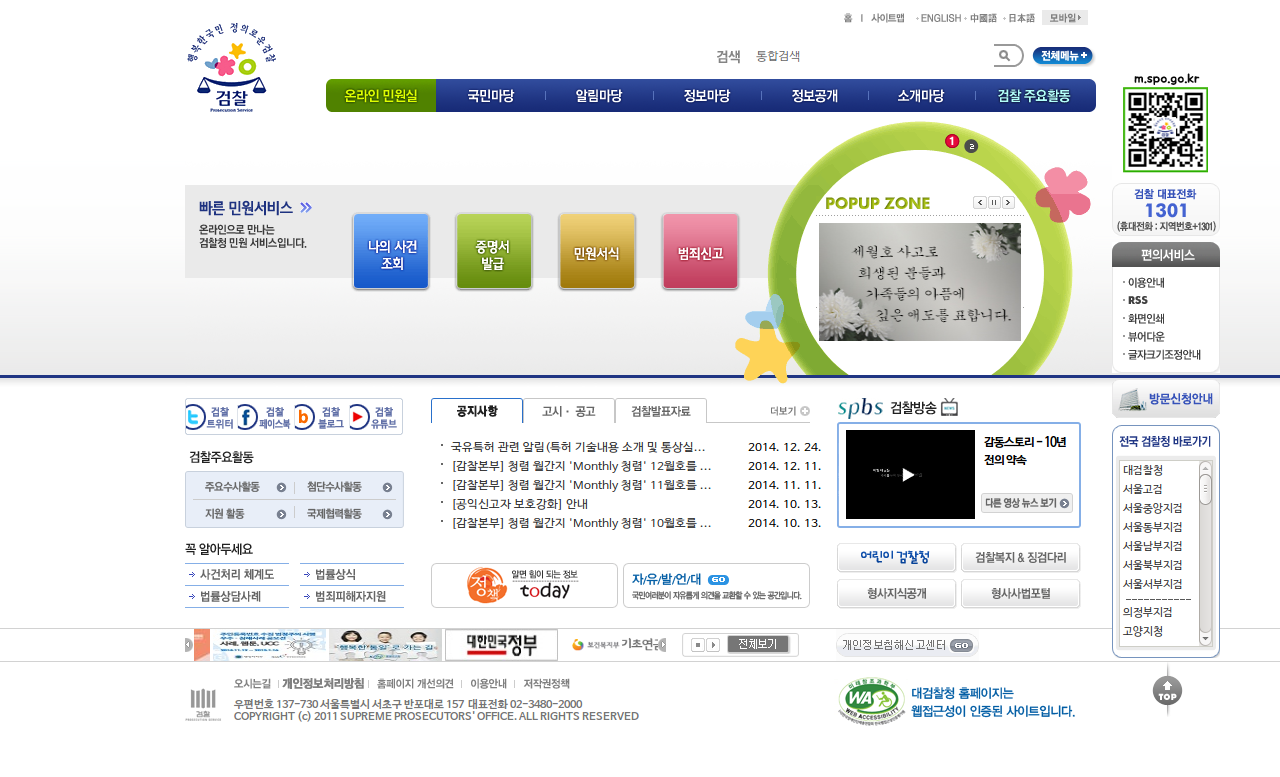 홈 | 사이트맵 · ENGLISH · 中國語 · 日本語 모바일
행복한국민 정의로운검찰
검찰
Prosecution Service
검색 통합검색 전체메뉴 +
온라인 민원실 국민마당 알림마당 정보마당 정보공개 소개마당 검찰 주요활동
m.spo.go.kr
검찰 대표전화
1301
(휴대전화 : 지역번호+1301)
편의서비스
· 이용안내
· RSS
· 화면인쇄
· 뷰어다운
· 글자크기조정안내
방문신청안내
전국 검찰청 바로가기
대검찰청
서울고검
서울중앙지검
서울동부지검
서울남부지검
서울북부지검
서울서부지검
------------
의정부지검
고양지청
TOP
빠른 민원서비스
온라인으로 만나는
검찰청 민원 서비스입니다.
나의 사건
조회
증명서
발급
민원서식
범죄신고
1 2
POPUP ZONE
세월호 사고로
희생된 분들과
가족들의 아픔에
깊은 애도를 표합니다.
검찰
트위터
검찰
페이스북
검찰
블로그
검찰
유튜브
검찰주요활동
주요수사활동 첨단수사활동
지원 활동 국제협력활동
꼭 알아두세요
사건처리 체계도 법률상식
법률상담사례 범죄피해자지원
공지사항 고시 · 공고 검찰발표자료 더보기
· 국유특허 관련 알림(특허 기술내용 소개 및 통상실... 2014. 12. 24.
· [감찰본부] 청렴 월간지 'Monthly 청렴' 12월호를 ... 2014. 12. 11.
· [감찰본부] 청렴 월간지 'Monthly 청렴' 11월호를 ... 2014. 11. 11.
· [공익신고자 보호강화] 안내 2014. 10. 13.
· [감찰본부] 청렴 월간지 'Monthly 청렴' 10월호를 ... 2014. 10. 13.
정책
알면 힘이 되는 정보
today
자/유/발/언/대 GO
국민여러분이 자유롭게 의견을 교환할 수 있는 공간입니다.
spbs 검찰방송 NEWS
감동스토리 - 10년
전의 약속
다른 영상 뉴스 보기
어린이 검찰청 검찰복지 & 징검다리
형사지식공개 형사사법포털
사례, 웹툰, UCC
"행복한 통일"로 가는 길
대한민국정부
보건복지부 기초연금
전체보기
개인정보침해신고센터 GO
오시는길 개인정보처리방침 홈페이지 개선의견 이용안내 저작권정책
검찰
우편번호 137-730 서울특별시 서초구 반포대로 157 대표전화 02-3480-2000
COPYRIGHT (c) 2011 SUPREME PROSECUTORS' OFFICE. ALL RIGHTS RESERVED
WA
WEB ACCESSIBILITY
대검찰청 홈페이지는
웹접근성이 인증된 사이트입니다.